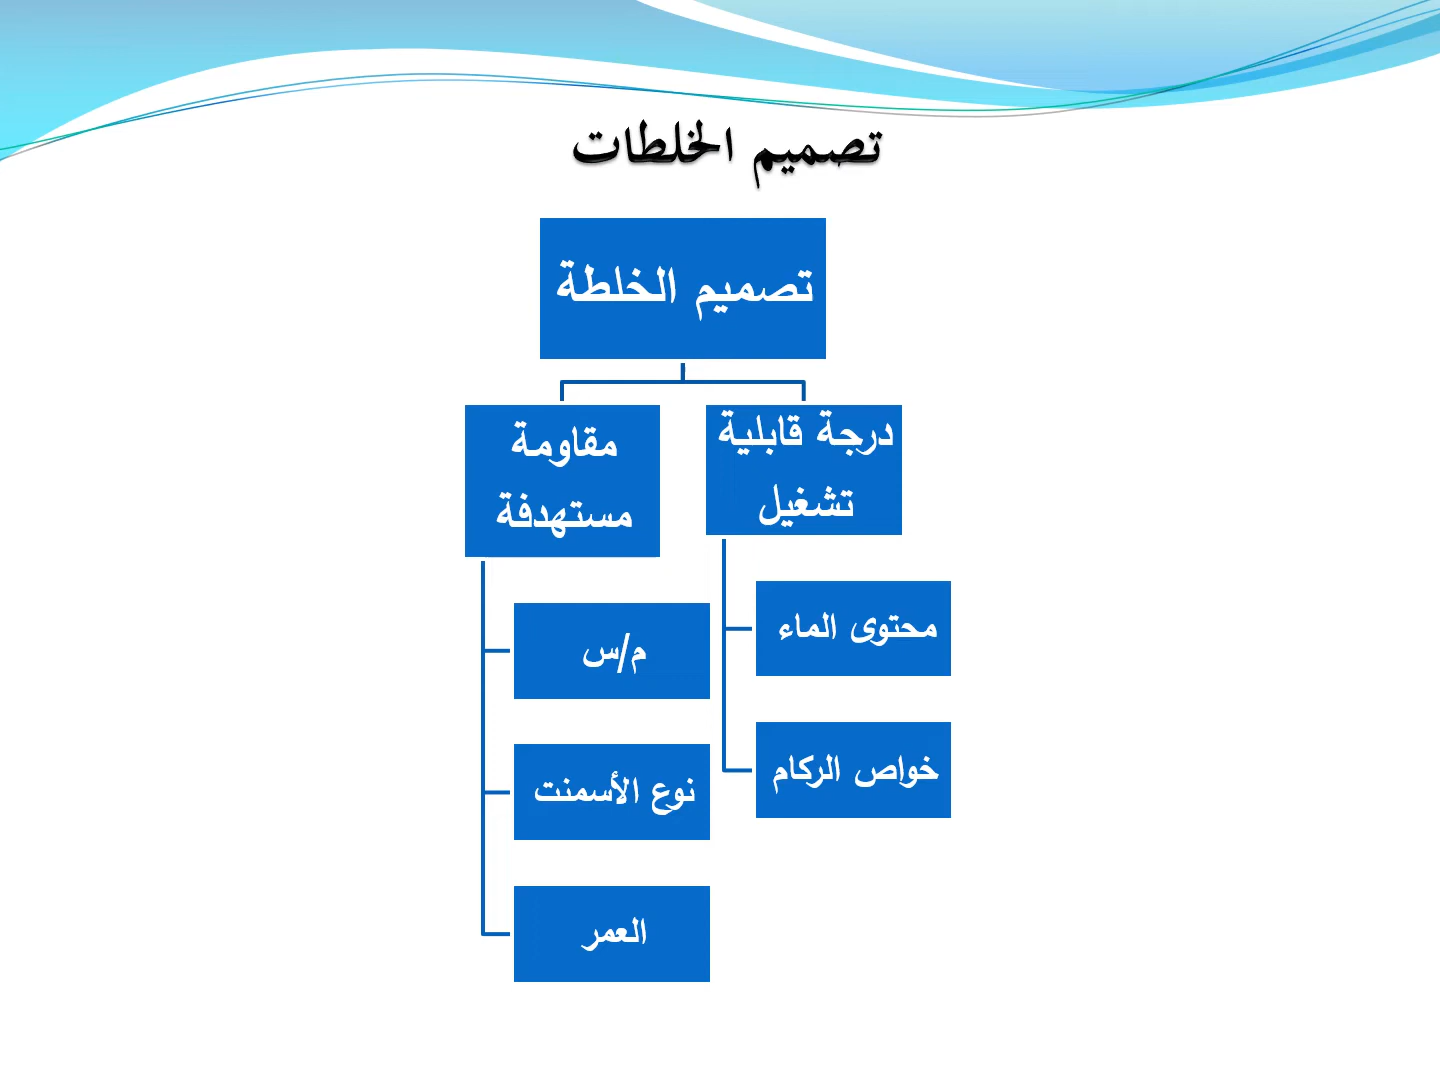 تصميم الخلطات
تصميم الخلطة
درجة قابلية
تشغيل
محتوى الماء
خواص الركام
مقاومة
مستهدفة
م/س
نوع الأسمنت
العمر